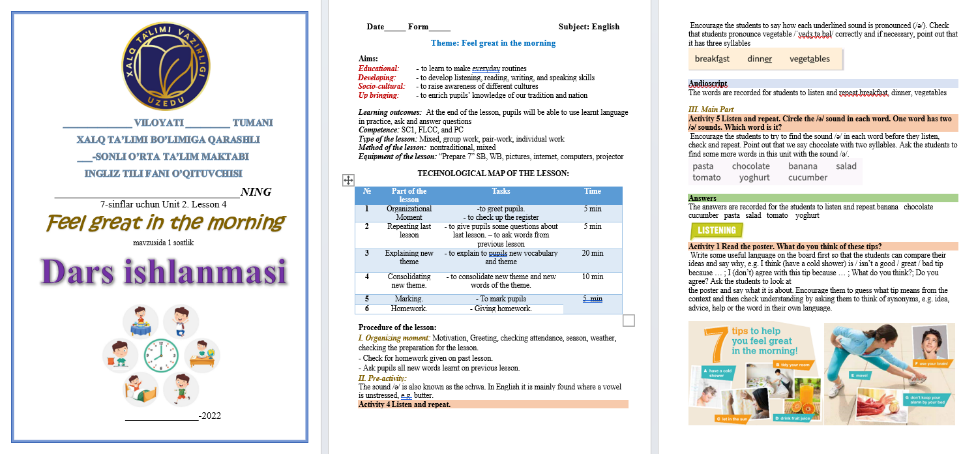 XALQ TA'LIMI VAZIRLIGI
UZEDU
_____________ VILOYATI ________ TUMANI
XALQ TA'LIM BO'LIMIGA QARASHLI
___-SONLI O'RTA TA'LIM MAKTABI
INGLIZ TILI FANI O'QITUVCHISI
_________________________________NING
7-sinflar uchun Unit 2. Lesson 4
Feel great in the morning
mavzusida 1 soatlik
Dars ishlanmasi
_______________-2022
Date_____ Form_____ Subject: English
Theme: Feel great in the morning
Aims:
Educational: - to learn to make everyday routines
Developing: - to develop listening, reading, writing, and speaking skills
Socio-cultural: - to raise awareness of different cultures
Up bringing: - to enrich pupils' knowledge of our tradition and nation
Learning outcomes: At the end of the lesson, pupils will be able to use learnt language
in practice, ask and answer questions
Competence: SC1, FLCC, and PC
Type of the lesson: Mixed, group work, pair-work, individual work
Method of the lesson: nontraditional, mixed
Equipment of the lesson: "Prepare 7" SB, WB, pictures, internet, computers, projector
TECHNOLOGICAL MAP OF THE LESSON:
№ Part of the lesson Tasks Time
1 Organizational Moment -to greet pupils. - to check up the register 5 min
2 Repeating last lesson - to give pupils some questions about last lesson. – to ask words from previous lesson 5 min
3 Explaining new theme - to explain to pupils new vocabulary and theme 20 min
4 Consolidating new theme. - to consolidate new theme and new words of the theme. 10 min
5 Marking. - To mark pupils 5 min
6 Homework. - Giving homework.
Procedure of the lesson:
I. Organizing moment: Motivation, Greeting, checking attendance, season, weather,
checking the preparation for the lesson.
- Check for homework given on past lesson.
- Ask pupils all new words learnt on previous lesson.
II. Pre-activity:
The sound /ə/ is also known as the schwa. In English it is mainly found where a vowel
is unstressed, e.g. butter.
Activity 4 Listen and repeat.
Encourage the students to say how each underlined sound is pronounced (/ə/). Check
that students pronounce vegetable /ˈvedʒ.tə.bəl/ correctly and if necessary, point out that
it has three syllables
breakfast dinner vegetables
Audioscript
The words are recorded for students to listen and repeat.breakfast, dinner, vegetables
III. Main Part
Activity 5 Listen and repeat. Circle the /ə/ sound in each word. One word has two
/ə/ sounds. Which word is it?
Encourage the students to try to find the sound /ə/ in each word before they listen,
check and repeat. Point out that we say chocolate with two syllables. Ask the students to
find some more words in this unit with the sound /ə/.
pasta chocolate banana salad
tomato yoghurt cucumber
Answers
The answers are recorded for the students to listen and repeat banana chocolate
cucumber pasta salad tomato yoghurt
LISTENING
Activity 1 Read the poster. What do you think of these tips?
Write some useful language on the board first so that the students can compare their
ideas and say why, e.g. I think (have a cold shower) is / isn't a good / great / bad tip
because … ; I (don't) agree with this tip because … ; What do you think?; Do you
agree? Ask the students to look at
the poster and say what it is about. Encourage them to guess what tip means from the
context and then check understanding by asking them to think of synonyms, e.g. idea,
advice, help or the word in their own language.
7 tips to help
you feel great
in the morning!